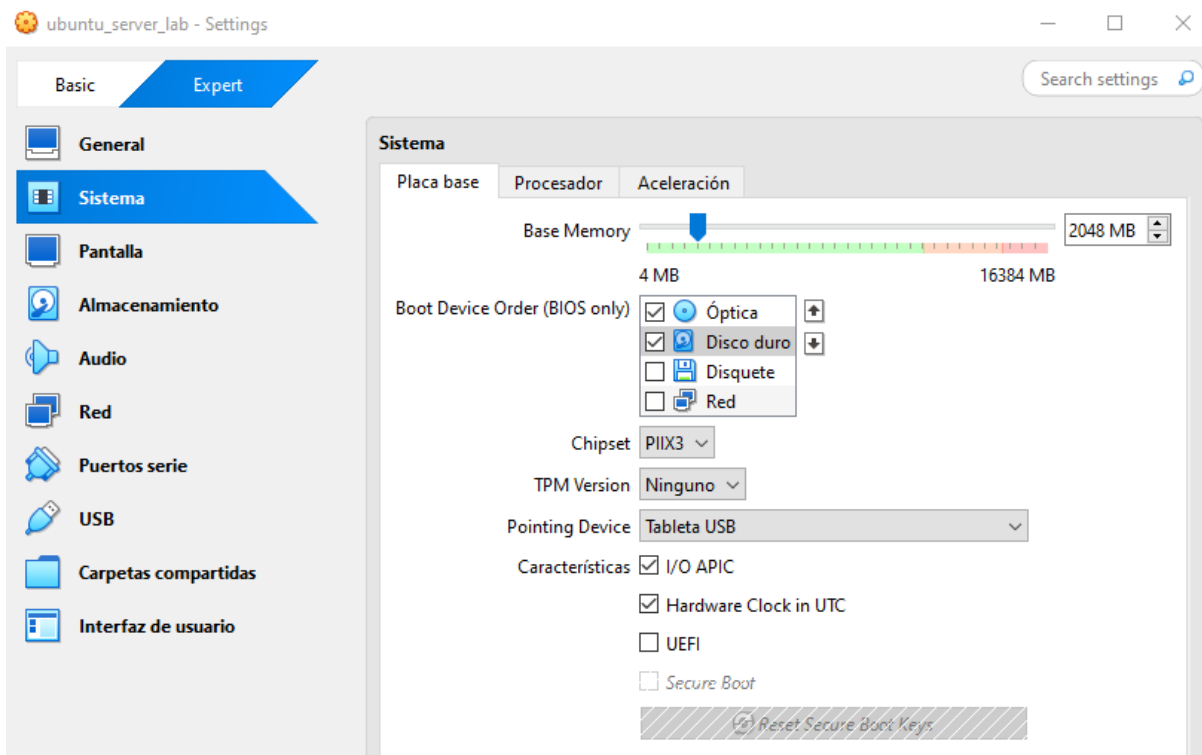 ubuntu_server_lab - Settings
Basic
Expert
Search settings
General
Sistema
Pantalla
Almacenamiento
Audio
Red
Puertos serie
USB
Carpetas compartidas
Interfaz de usuario
Sistema
Placa base
Procesador
Aceleración
Base Memory
2048 MB
4 MB
16384 MB
Boot Device Order (BIOS only)
Óptica
Disco duro
Disquete
Red
Chipset
PIIX3
TPM Version
Ninguno
Pointing Device
Tableta USB
Características
I/O APIC
Hardware Clock in UTC
UEFI
Secure Boot
Reset Secure Boot Keys